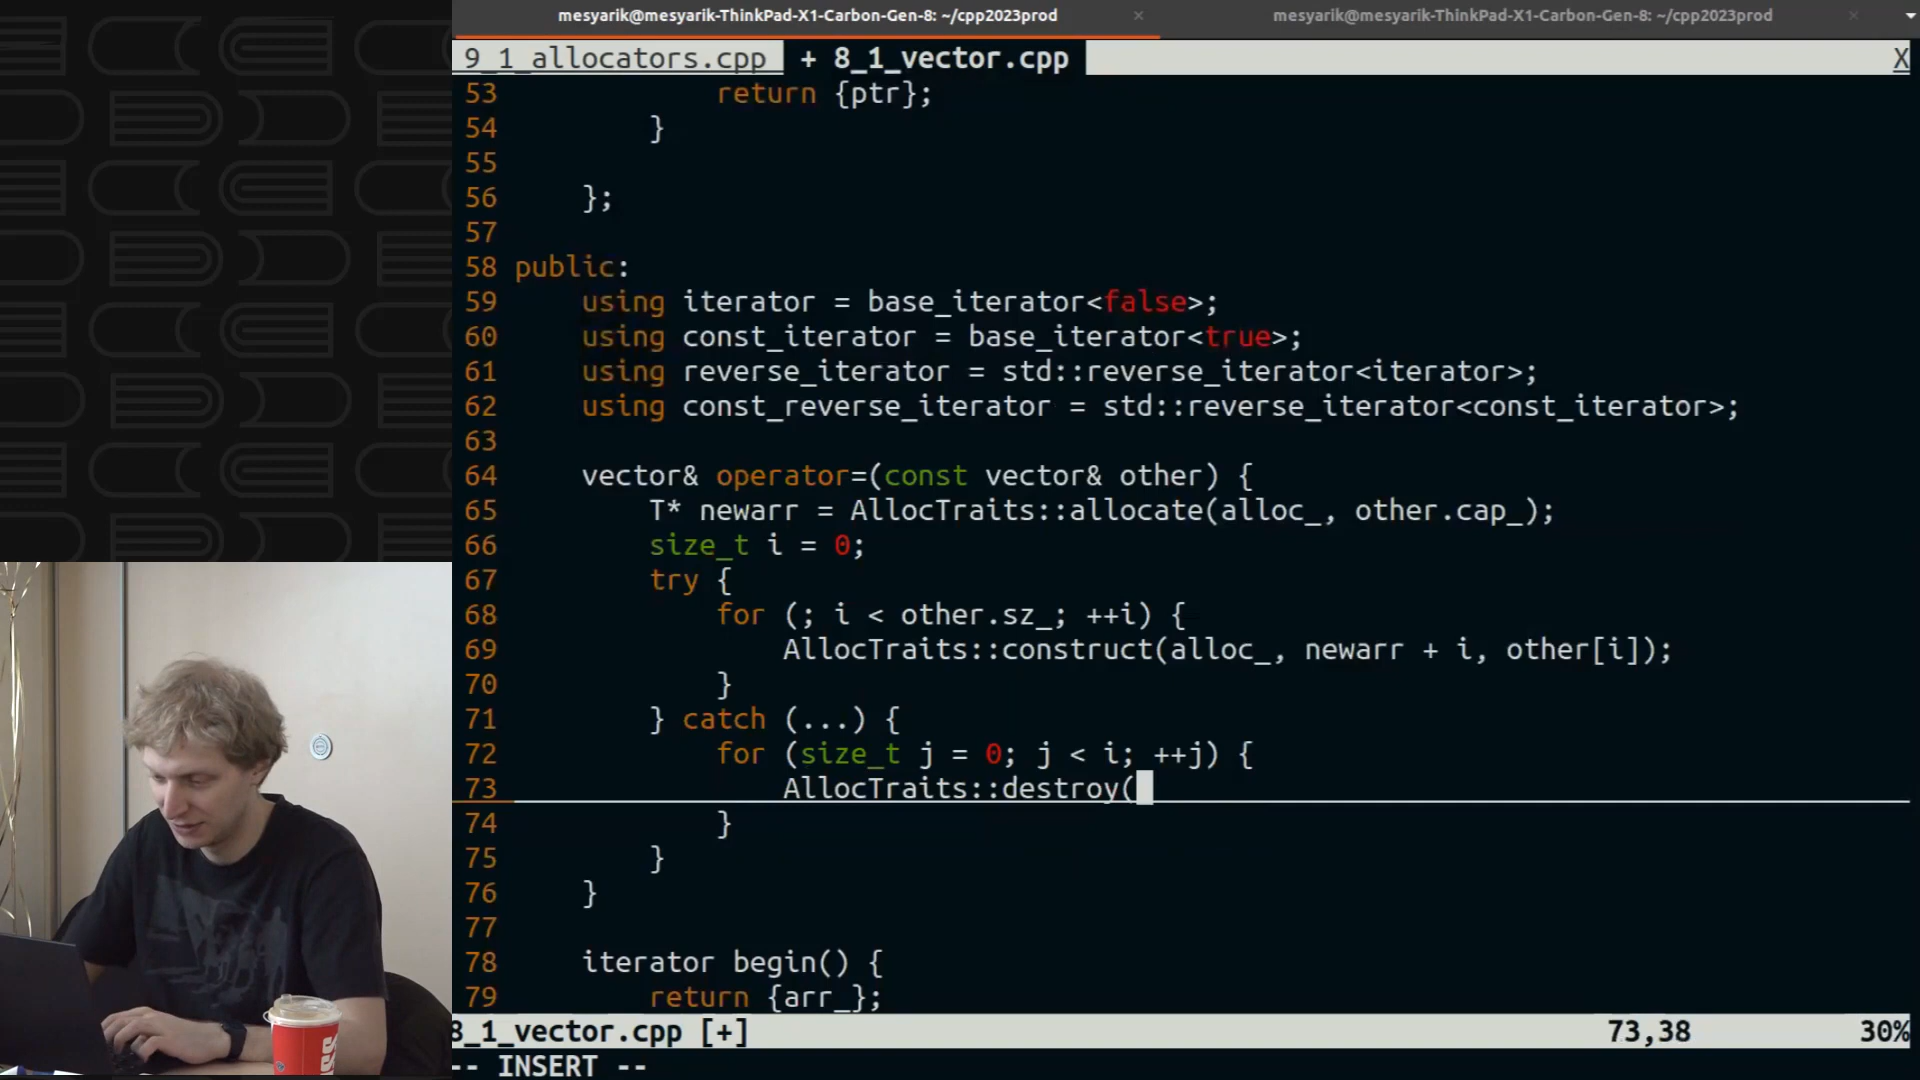 mesyarik@mesyarik-ThinkPad-X1-Carbon-Gen-8: ~/cpp2023prod × mesyarik@mesyarik-ThinkPad-X1-Carbon-Gen-8: ~/cpp2023prod ×
9_1_allocators.cpp + 8_1_vector.cpp X
53 return {ptr};
54 }
55
56 };
57
58 public:
59 using iterator = base_iterator<false>;
60 using const_iterator = base_iterator<true>;
61 using reverse_iterator = std::reverse_iterator<iterator>;
62 using const_reverse_iterator = std::reverse_iterator<const_iterator>;
63
64 vector& operator=(const vector& other) {
65 T* newarr = AllocTraits::allocate(alloc_, other.cap_);
66 size_t i = 0;
67 try {
68 for (; i < other.sz_; ++i) {
69 AllocTraits::construct(alloc_, newarr + i, other[i]);
70 }
71 } catch (...) {
72 for (size_t j = 0; j < i; ++j) {
73 AllocTraits::destroy(
74 }
75 }
76 }
77
78 iterator begin() {
79 return {arr_};
8_1_vector.cpp [+] 73,38 30%
-- INSERT --